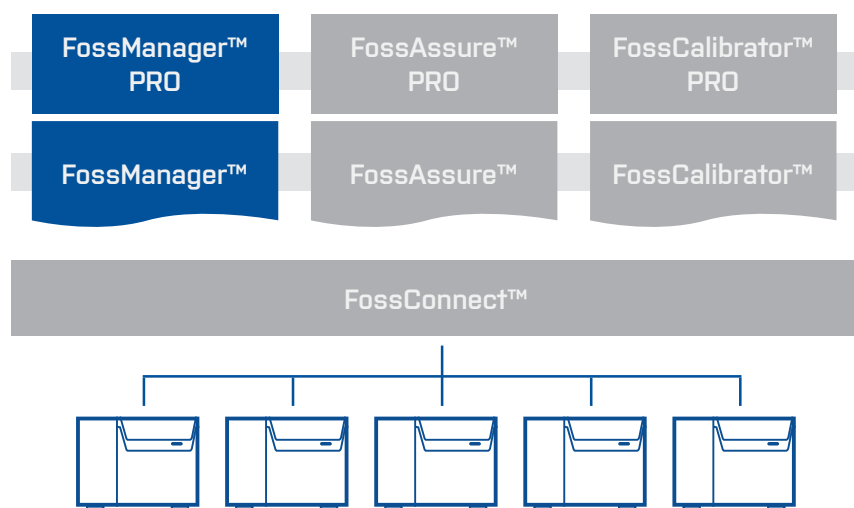 FossManager™
PRO
FossAssure™
PRO
FossCalibrator™
PRO
FossManager™
FossAssure™
FossCalibrator™
FossConnect™